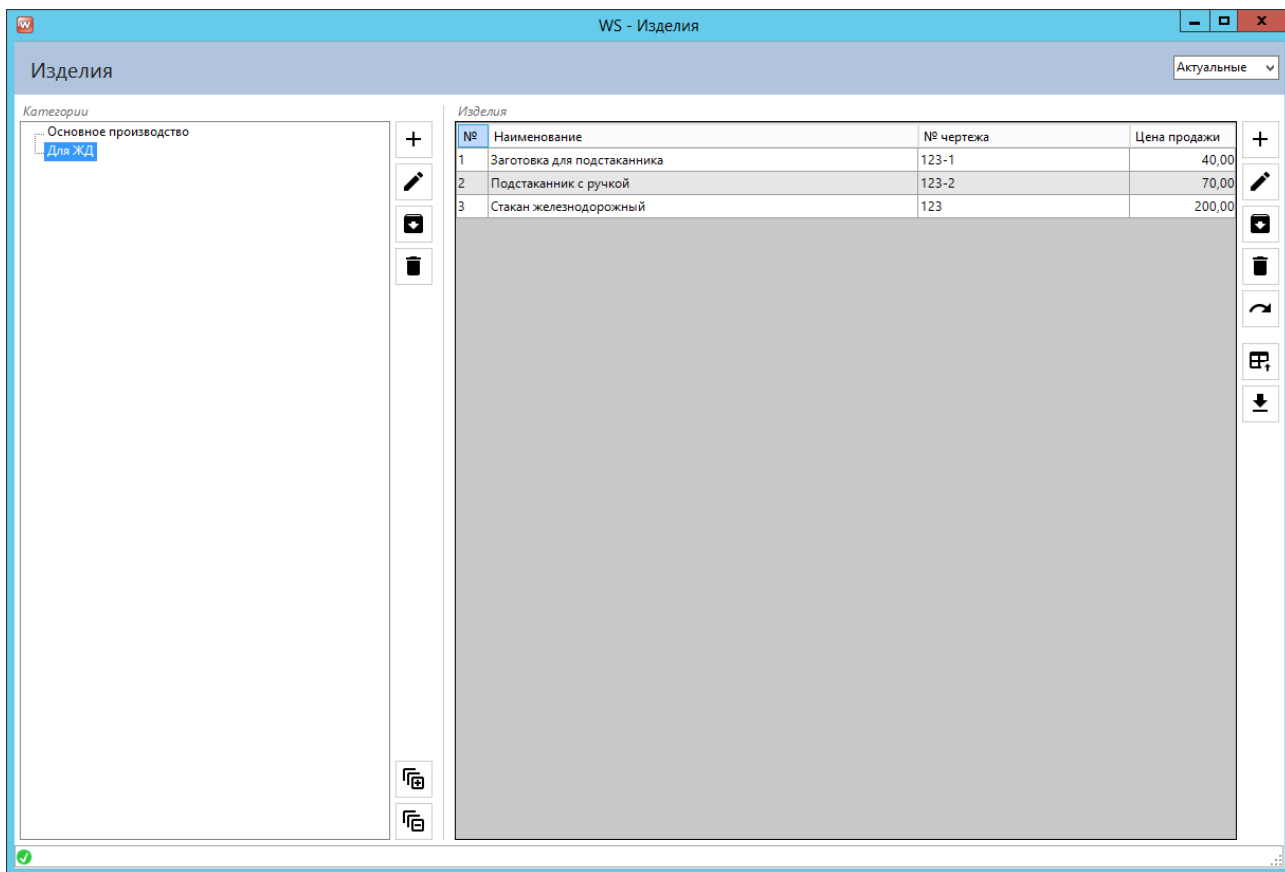 WS - Изделия
Изделия
Актуальные
Категории
Основное производство
Для ЖД
Изделия
№ Наименование № чертежа Цена продажи
1 Заготовка для подстаканника 123-1 40,00
2 Подстаканник с ручкой 123-2 70,00
3 Стакан железнодорожный 123 200,00